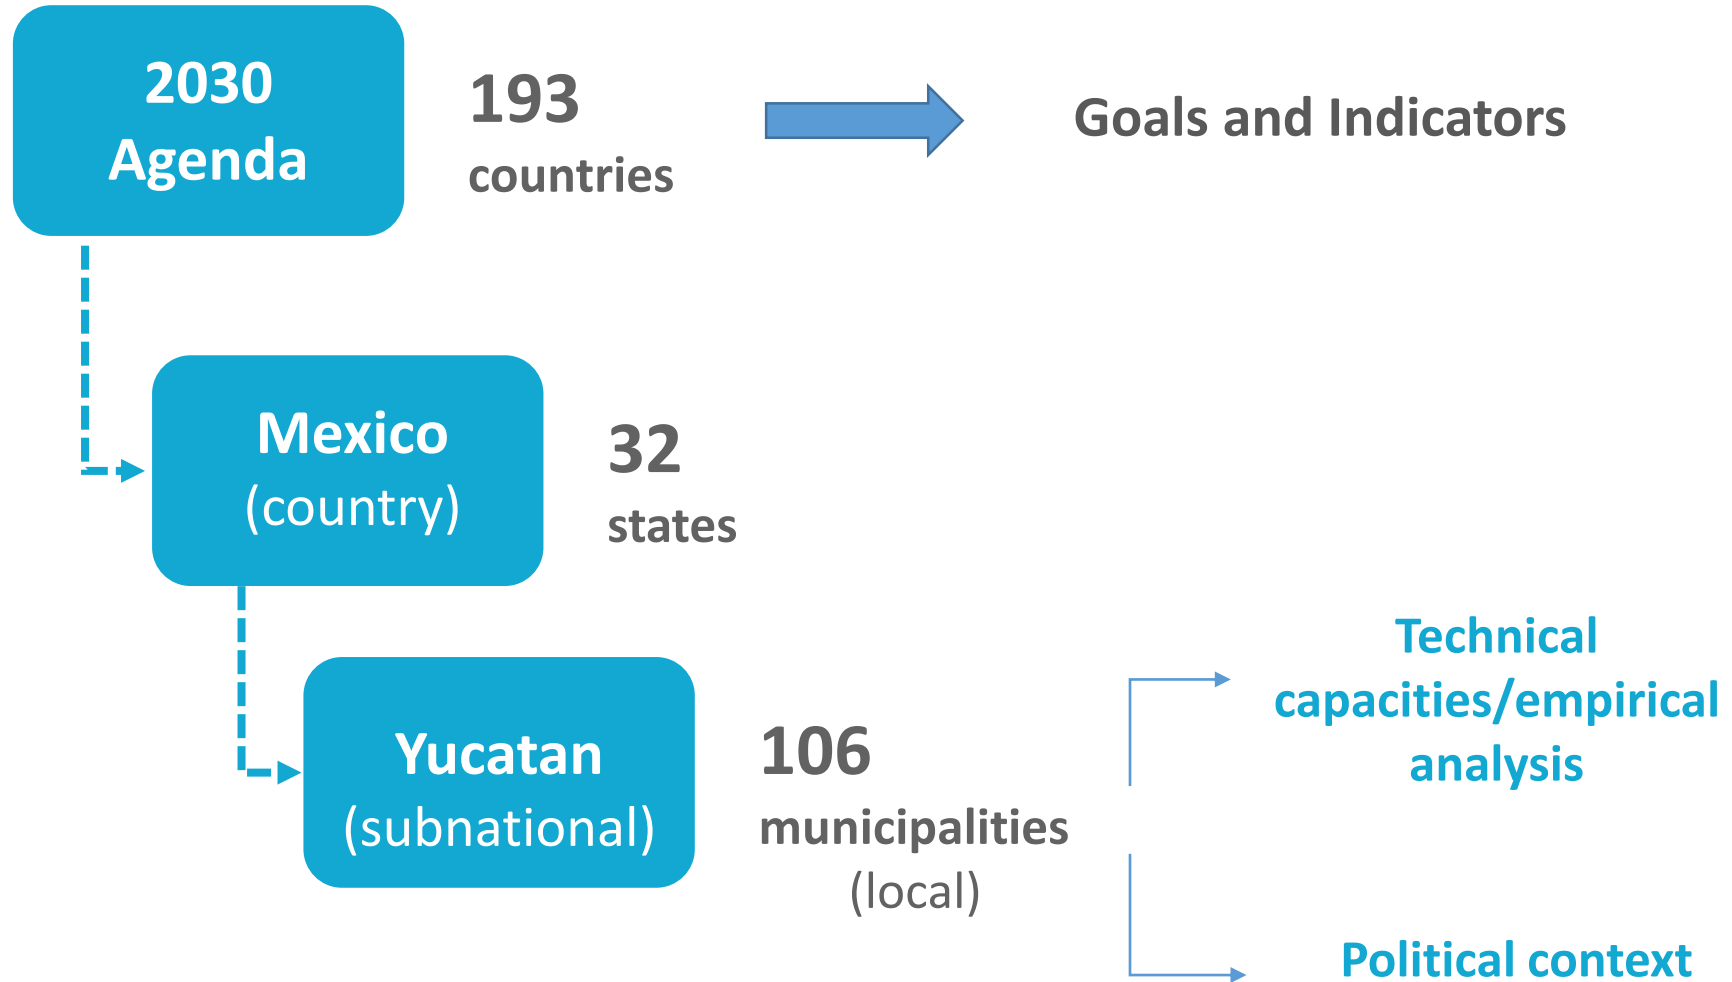 2030
Agenda
193
countries
Goals and Indicators
Mexico
(country)
32
states
Yucatan
(subnational)
106
municipalities
(local)
Technical
capacities/empirical
analysis
Political context